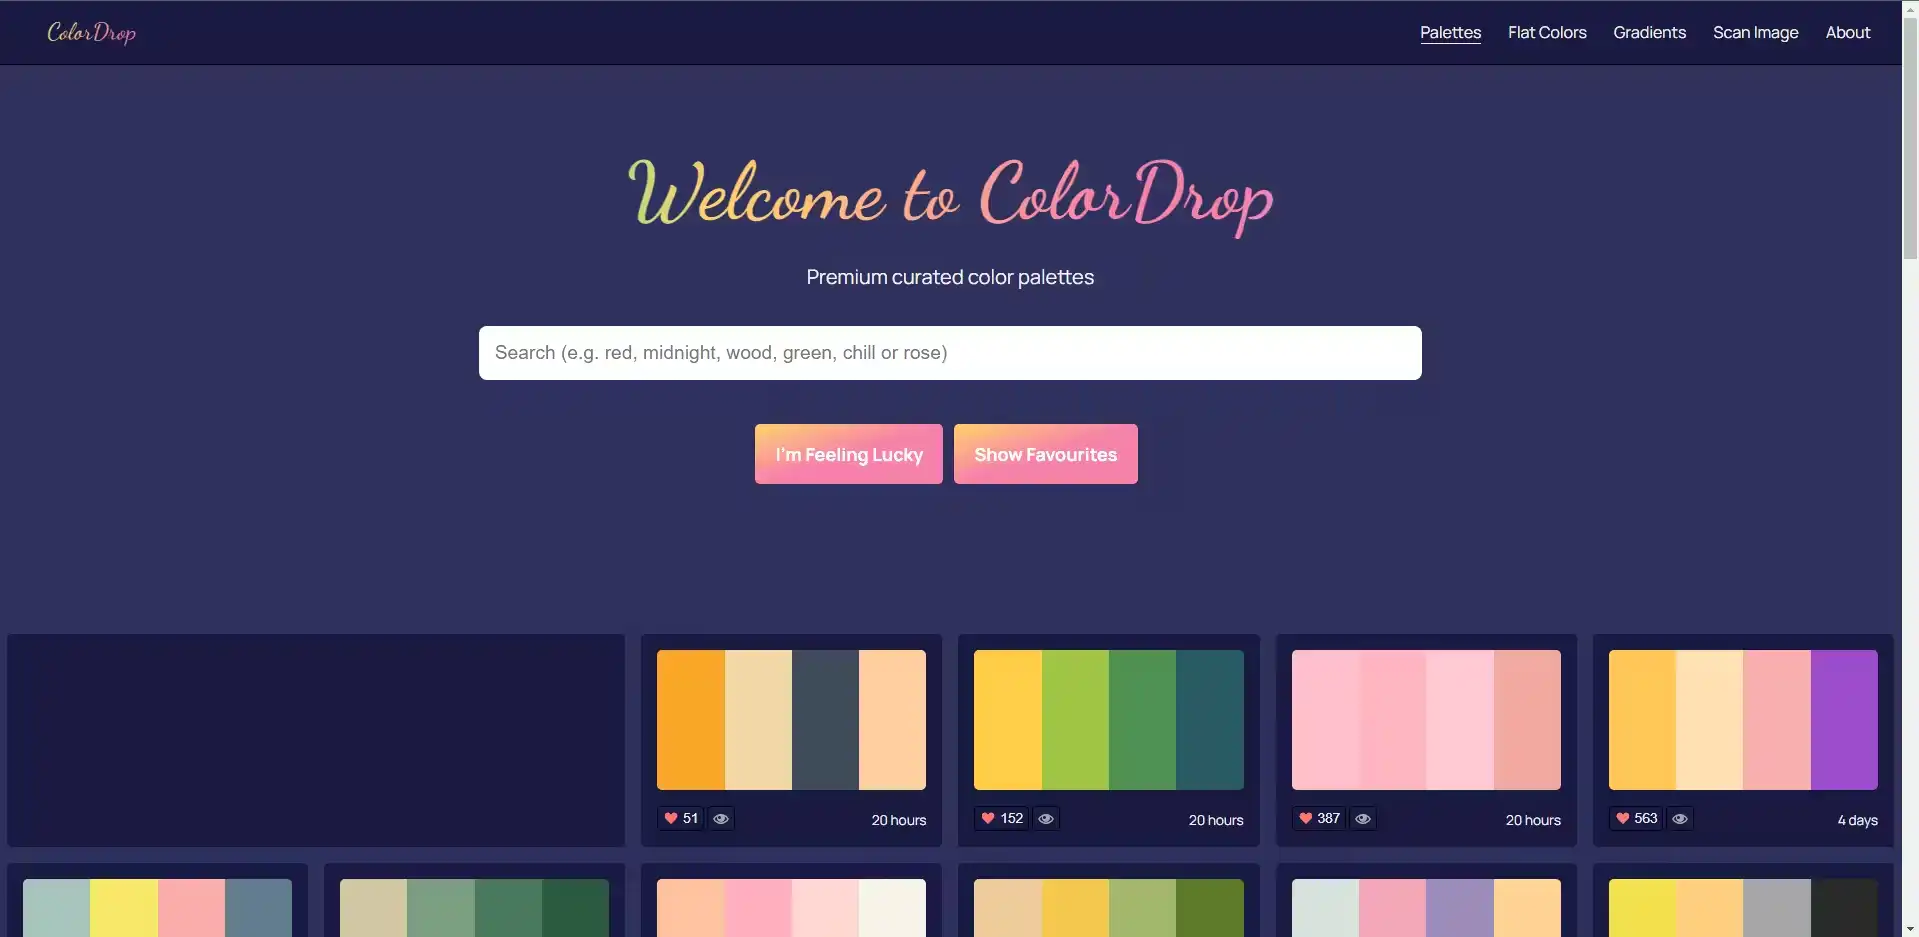 ColorDrop
Palettes Flat Colors Gradients Scan Image About
Welcome to ColorDrop
Premium curated color palettes
Search (e.g. red, midnight, wood, green, chill or rose)
I'm Feeling Lucky Show Favourites
51 20 hours
152 20 hours
387 20 hours
563 4 days